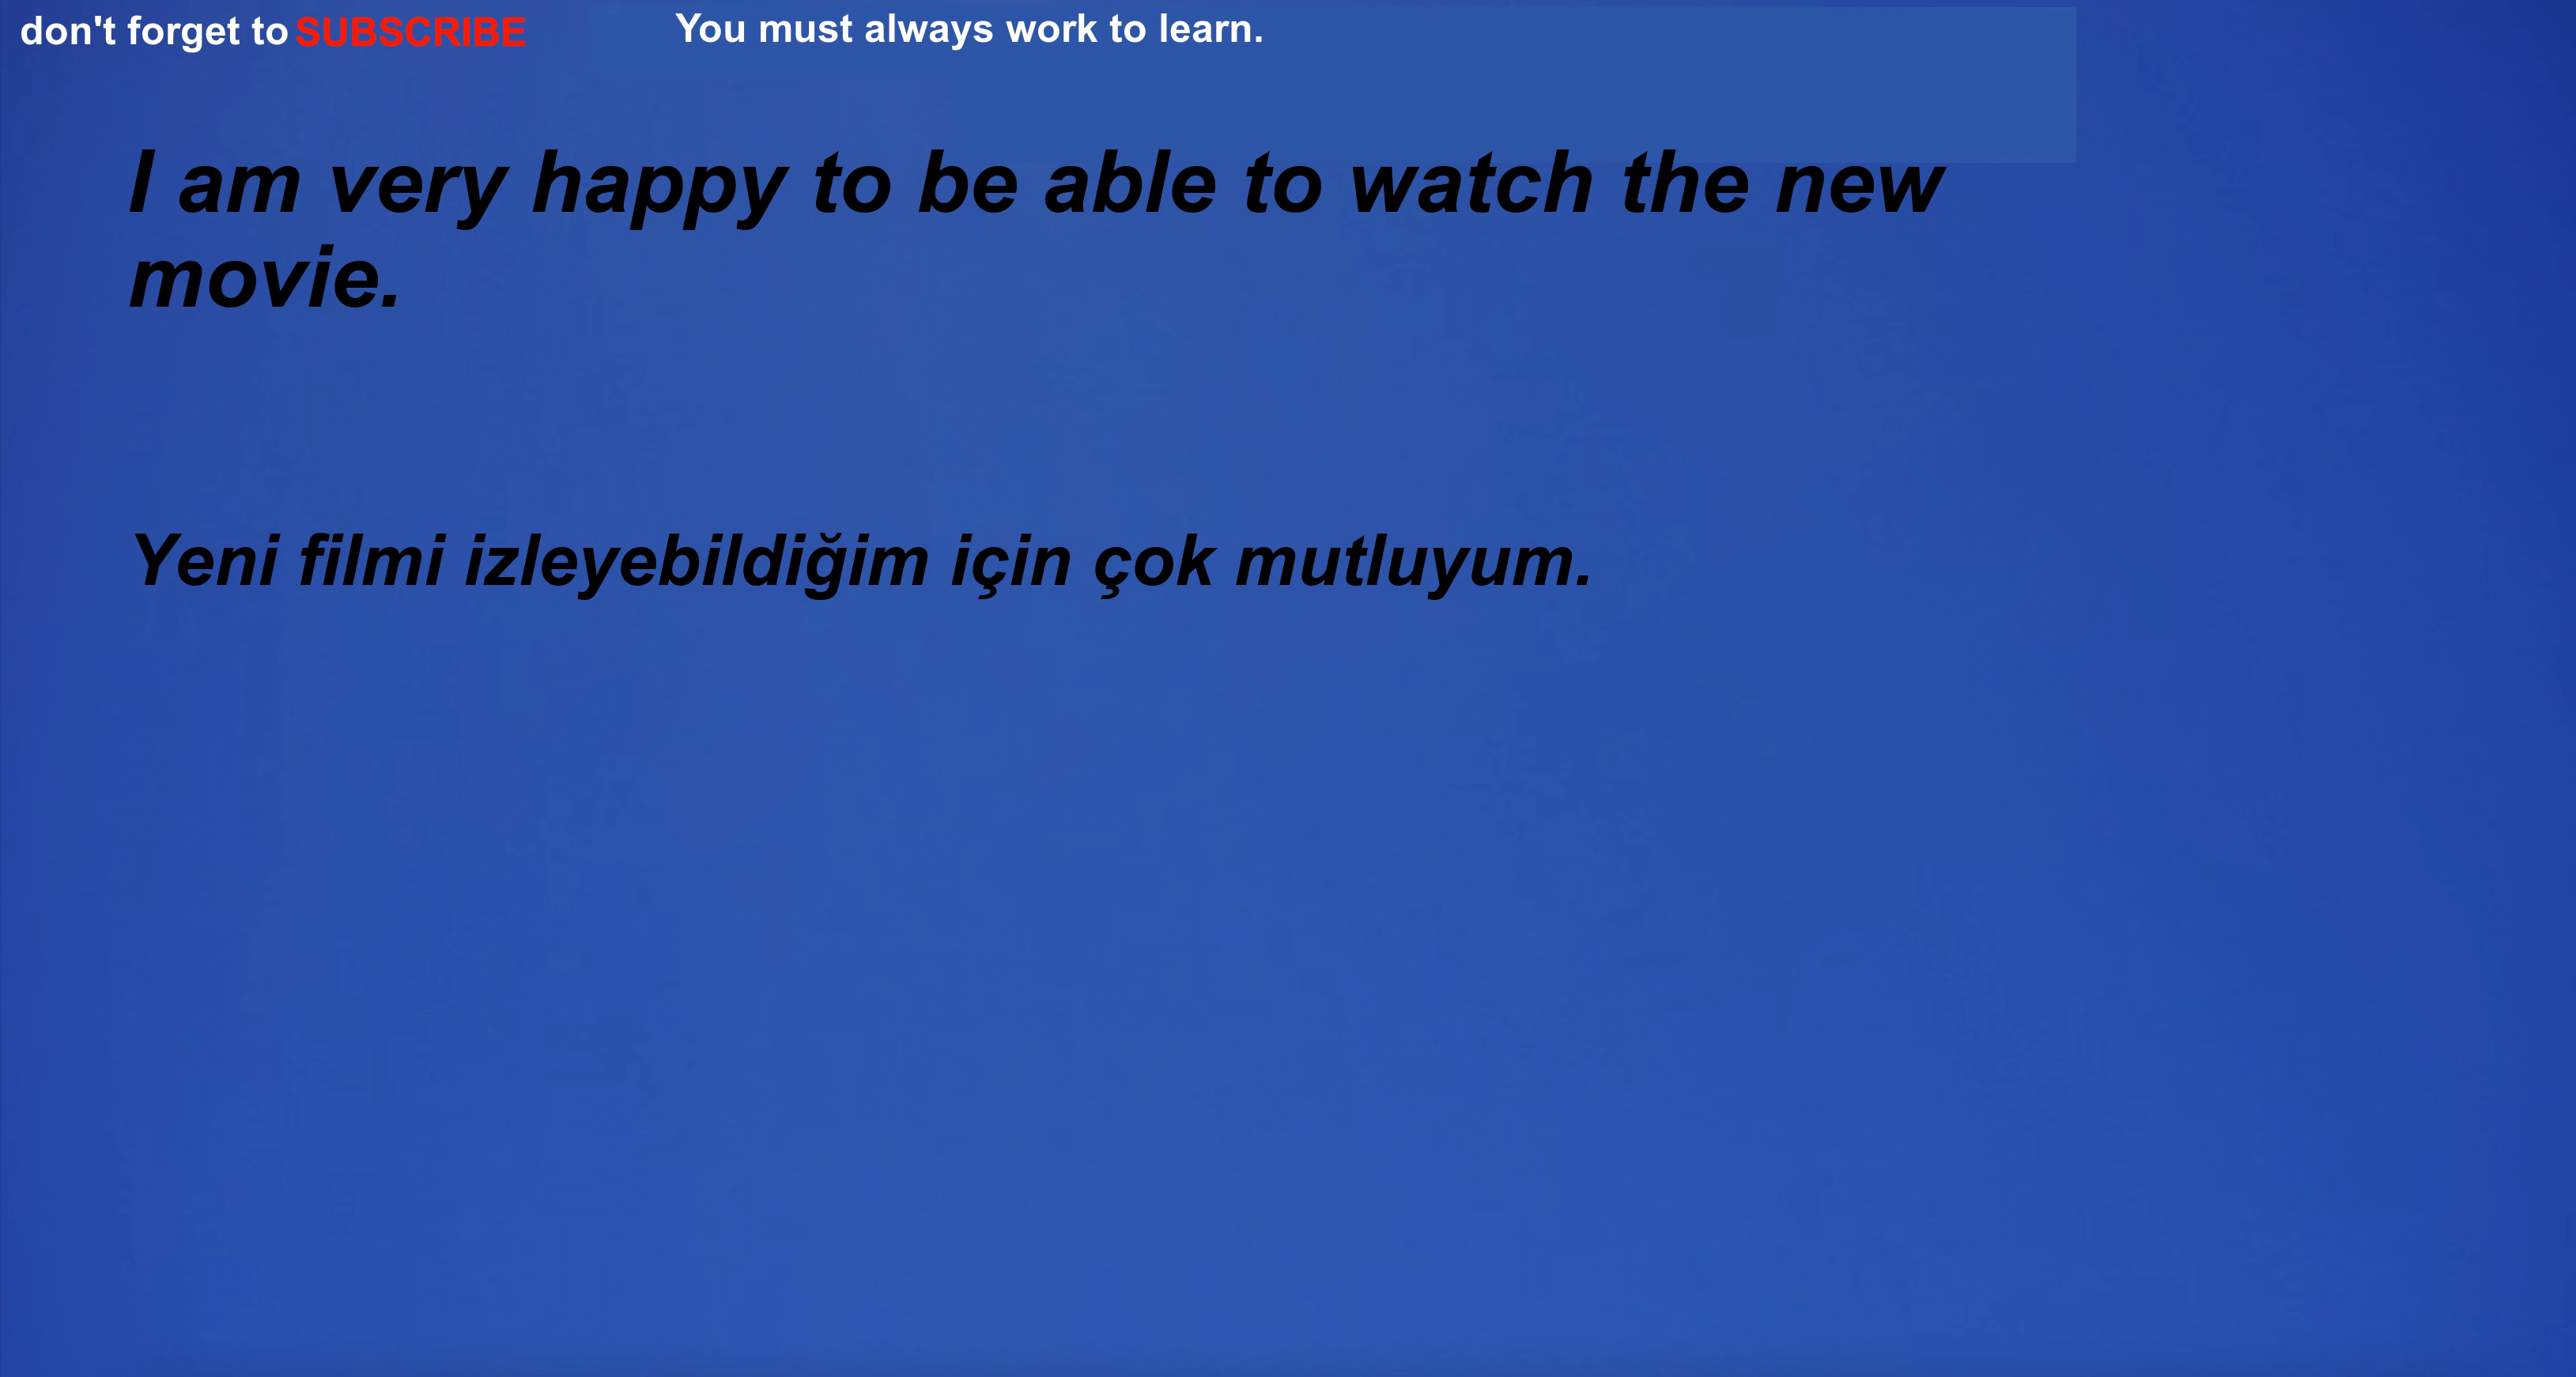 don't forget to SUBSCRIBE
You must always work to learn.
I am very happy to be able to watch the new
movie.
Yeni filmi izleyebildiğim için çok mutluyum.